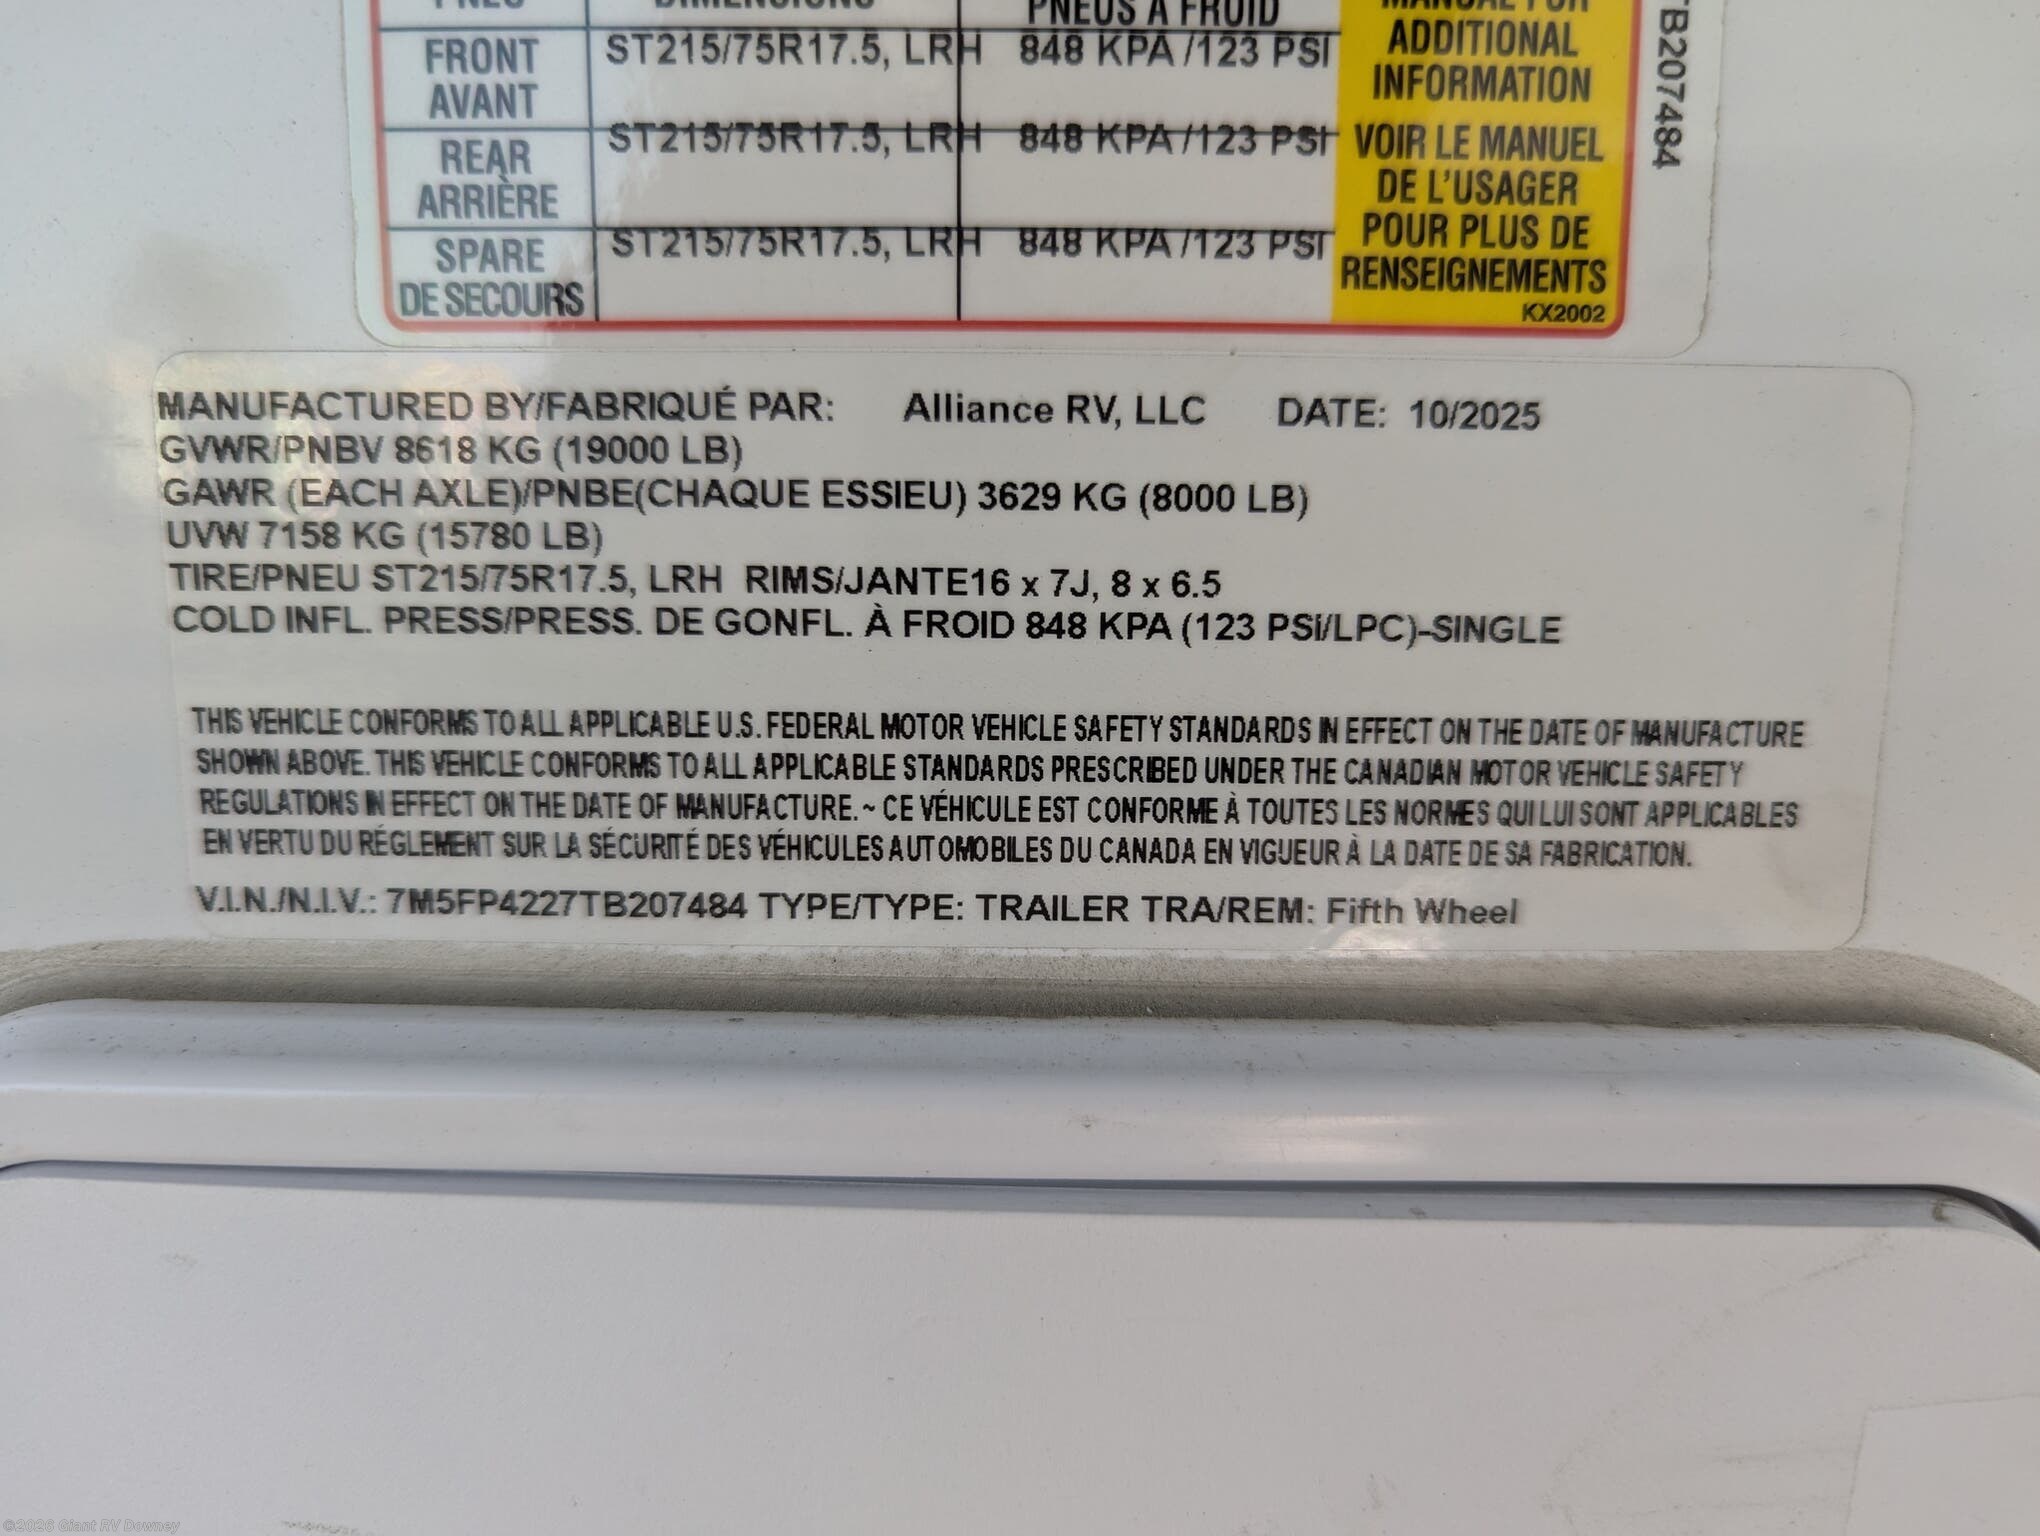 PNEU DIMENSIONS PNEUS À FROID
MANUAL FOR
ADDITIONAL
INFORMATION
FRONT
AVANT
ST215/75R17.5, LRH 848 KPA /123 PSI
REAR
ARRIÈRE
ST215/75R17.5, LRH 848 KPA /123 PSI
SPARE
DE SECOURS
ST215/75R17.5, LRH 848 KPA /123 PSI
VOIR LE MANUEL
DE L'USAGER
POUR PLUS DE
RENSEIGNEMENTS
KX2002
TB207484
MANUFACTURED BY/FABRIQUÉ PAR: Alliance RV, LLC DATE: 10/2025
GVWR/PNBV 8618 KG (19000 LB)
GAWR (EACH AXLE)/PNBE(CHAQUE ESSIEU) 3629 KG (8000 LB)
UVW 7158 KG (15780 LB)
TIRE/PNEU ST215/75R17.5, LRH RIMS/JANTE16 x 7J, 8 x 6.5
COLD INFL. PRESS/PRESS. DE GONFL. À FROID 848 KPA (123 PSI/LPC)-SINGLE
THIS VEHICLE CONFORMS TO ALL APPLICABLE U.S. FEDERAL MOTOR VEHICLE SAFETY STANDARDS IN EFFECT ON THE DATE OF MANUFACTURE
SHOWN ABOVE. THIS VEHICLE CONFORMS TO ALL APPLICABLE STANDARDS PRESCRIBED UNDER THE CANADIAN MOTOR VEHICLE SAFETY
REGULATIONS IN EFFECT ON THE DATE OF MANUFACTURE. ~ CE VÉHICULE EST CONFORME À TOUTES LES NORMES QUI LUI SONT APPLICABLES
EN VERTU DU RÉGLEMENT SUR LA SÉCURITÉ DES VÉHICULES AUTOMOBILES DU CANADA EN VIGUEUR À LA DATE DE SA FABRICATION.
V.I.N./N.I.V.: 7M5FP4227TB207484 TYPE/TYPE: TRAILER TRA/REM: Fifth Wheel
©2026 Giant RV Downey